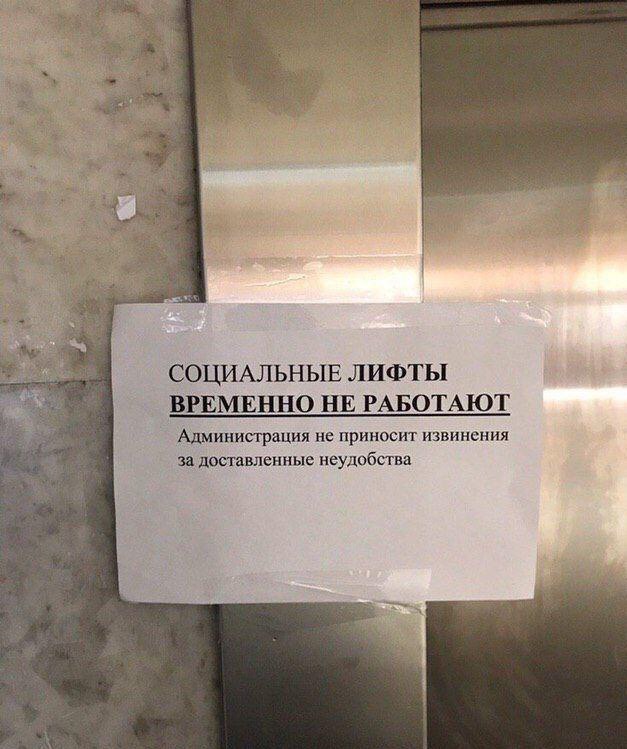 СОЦИАЛЬНЫЕ ЛИФТЫ
ВРЕМЕННО НЕ РАБОТАЮТ
Администрация не приносит извинения
за доставленные неудобства